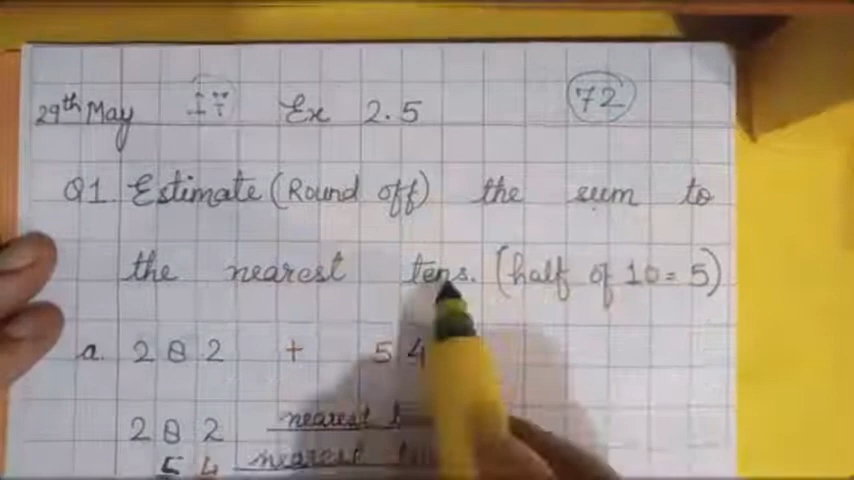 29th May I7 Ex 2.5 72
Q1. Estimate (Round off) the sum to
the nearest tens. (half of 10 = 5)
a. 282 + 54
282 nearest
54 nearest